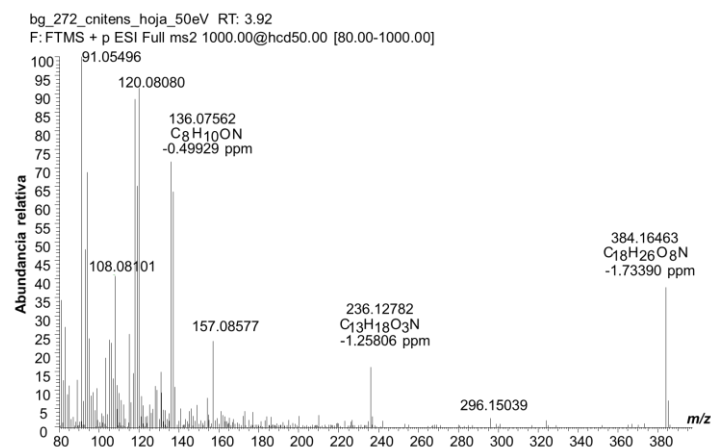 bg_272_cnitens_hoja_50eV RT: 3.92
F: FTMS + p ESI Full ms2 1000.00@hcd50.00 [80.00-1000.00]
91.05496
120.08080
136.07562
C8H10ON
-0.49929 ppm
108.08101
157.08577
236.12782
C13H18O3N
-1.25806 ppm
296.15039
384.16463
C18H26O8N
-1.73390 ppm
Abundancia relativa
100
95
90
85
80
75
70
65
60
55
50
45
40
35
30
25
20
15
10
5
0
80 100 120 140 160 180 200 220 240 260 280 300 320 340 360 380
m/z